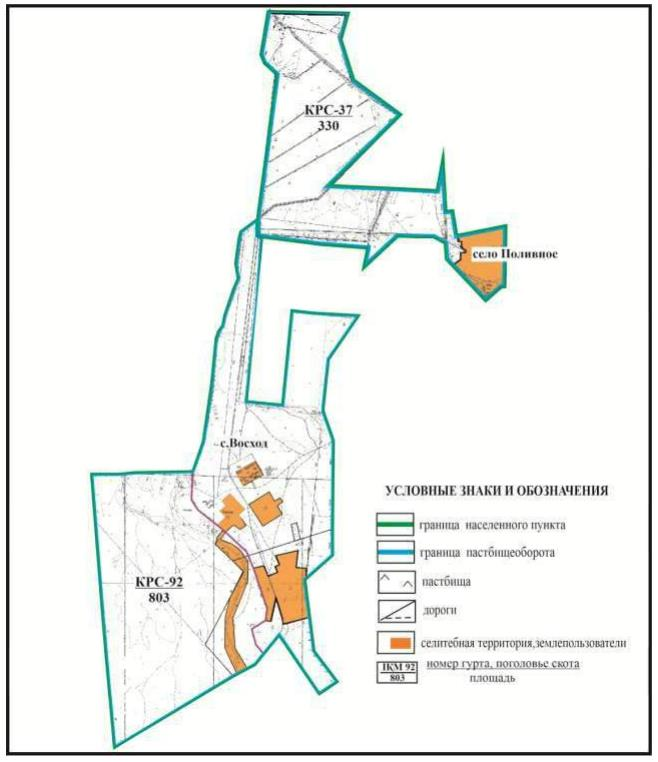 КРС-37
330
село Поливное
с.Восход
УСЛОВНЫЕ ЗНАКИ И ОБОЗНАЧЕНИЯ
граница населенного пункта
граница пастбищеоборота
КРС-92
803
пастбища
дороги
селитебная территория,землепользователи
IКМ 92
803
номер гурта, поголовье скота
площадь